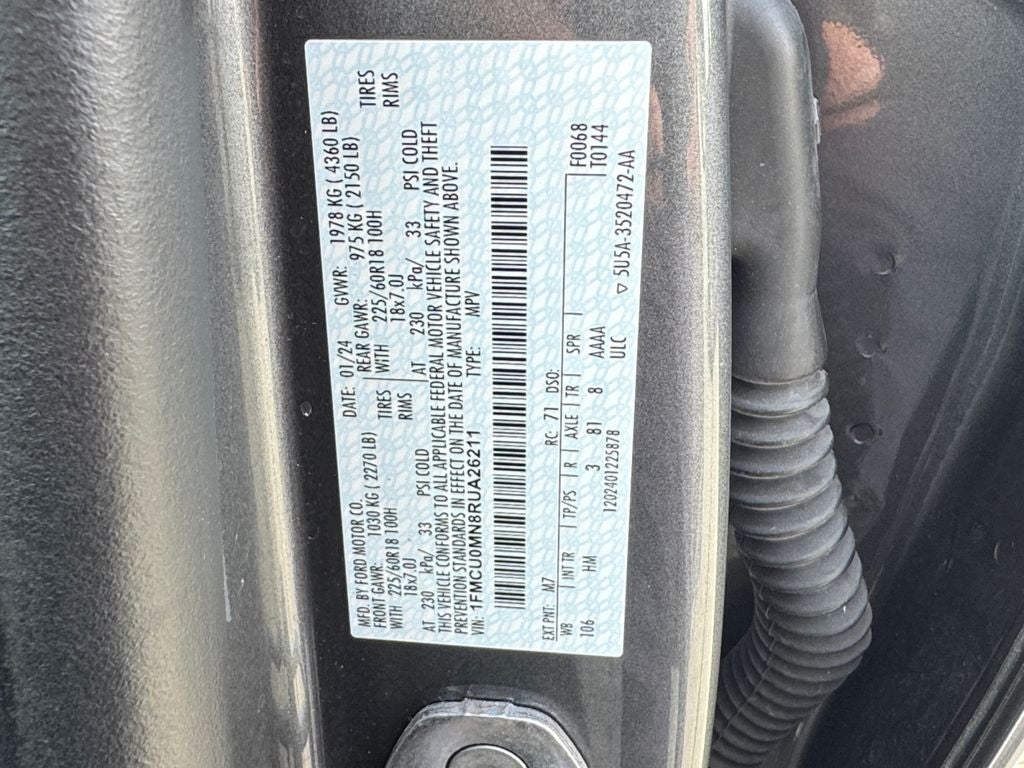 MFD. BY FORD MOTOR CO.
DATE: 01/24 GVWR: 1978 KG ( 4360 LB)
FRONT GAWR: 1030 KG ( 2270 LB)
REAR GAWR: 975 KG ( 2150 LB)
WITH 225/60R18 100H TIRES
WITH 225/60R18 100H TIRES
18x7.0J RIMS
18x7.0J RIMS
AT 230 kPa/ 33 PSI COLD
AT 230 kPa/ 33 PSI COLD
THIS VEHICLE CONFORMS TO ALL APPLICABLE FEDERAL MOTOR VEHICLE SAFETY AND THEFT
PREVENTION STANDARDS IN EFFECT ON THE DATE OF MANUFACTURE SHOWN ABOVE.
VIN: 1FMCU0MN8RUA26211 TYPE: MPV
EXT PNT: M7 RC: 71 DSO: F0068
WB | INT TR | TP/PS | R | AXLE | TR | SPR | T0144
106 HM 3 81 8 AAAA
120240122S878 ULC ▽ 5U5A-3520472-AA